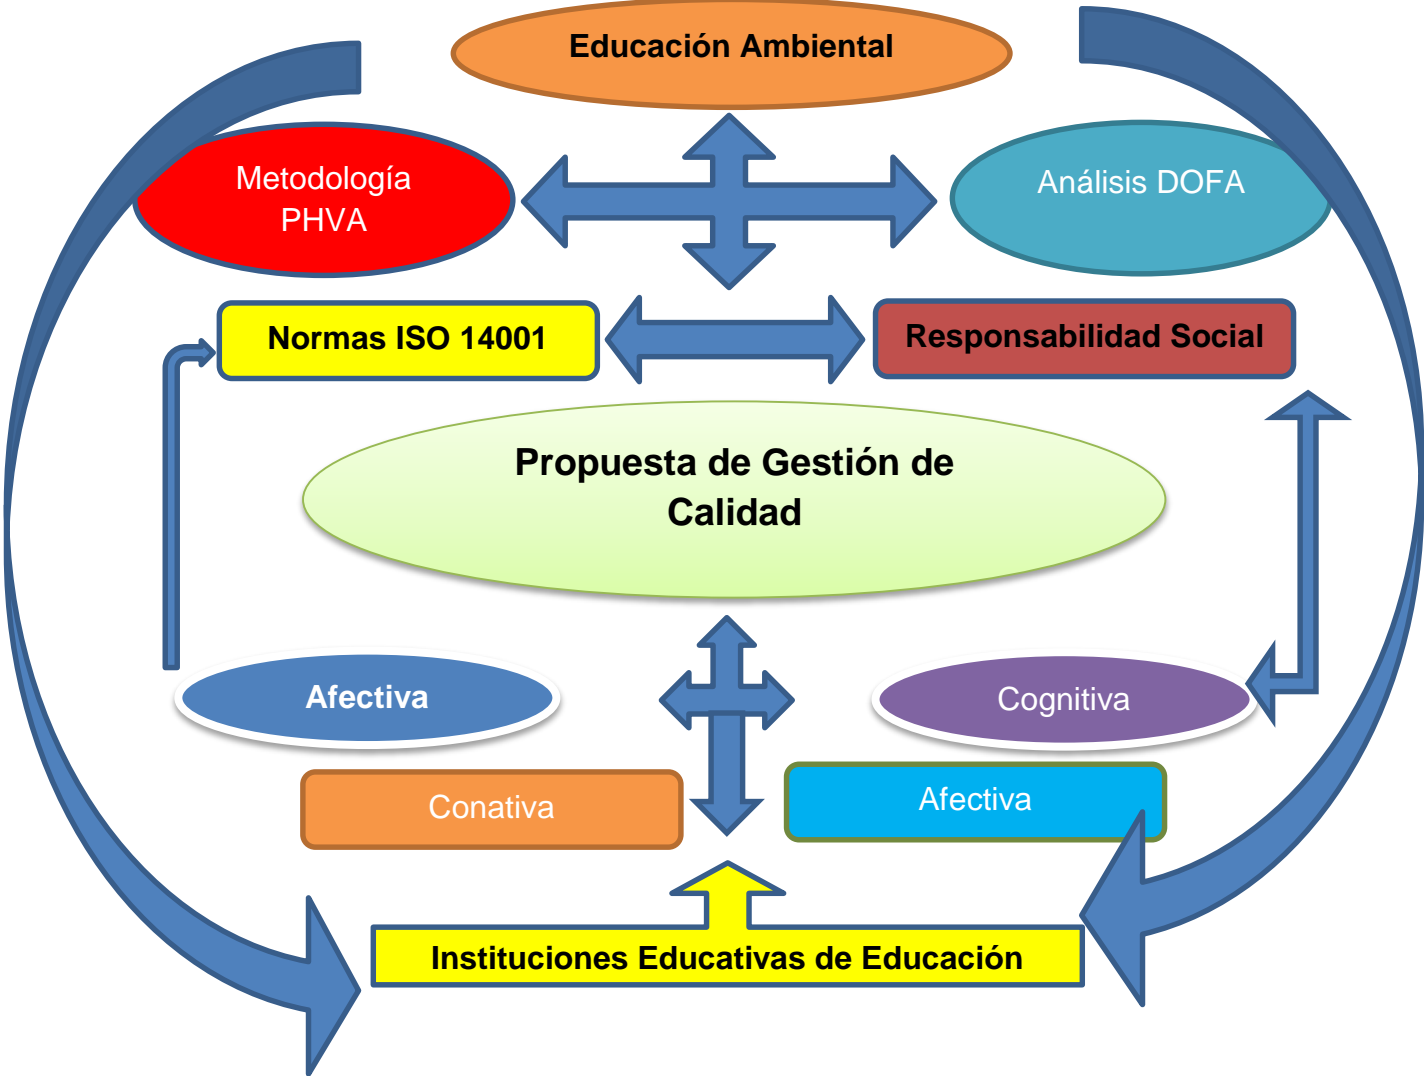 Educación Ambiental
Metodología
PHVA
Análisis DOFA
Normas ISO 14001
Responsabilidad Social
Propuesta de Gestión de
Calidad
Afectiva
Cognitiva
Conativa
Afectiva
Instituciones Educativas de Educación